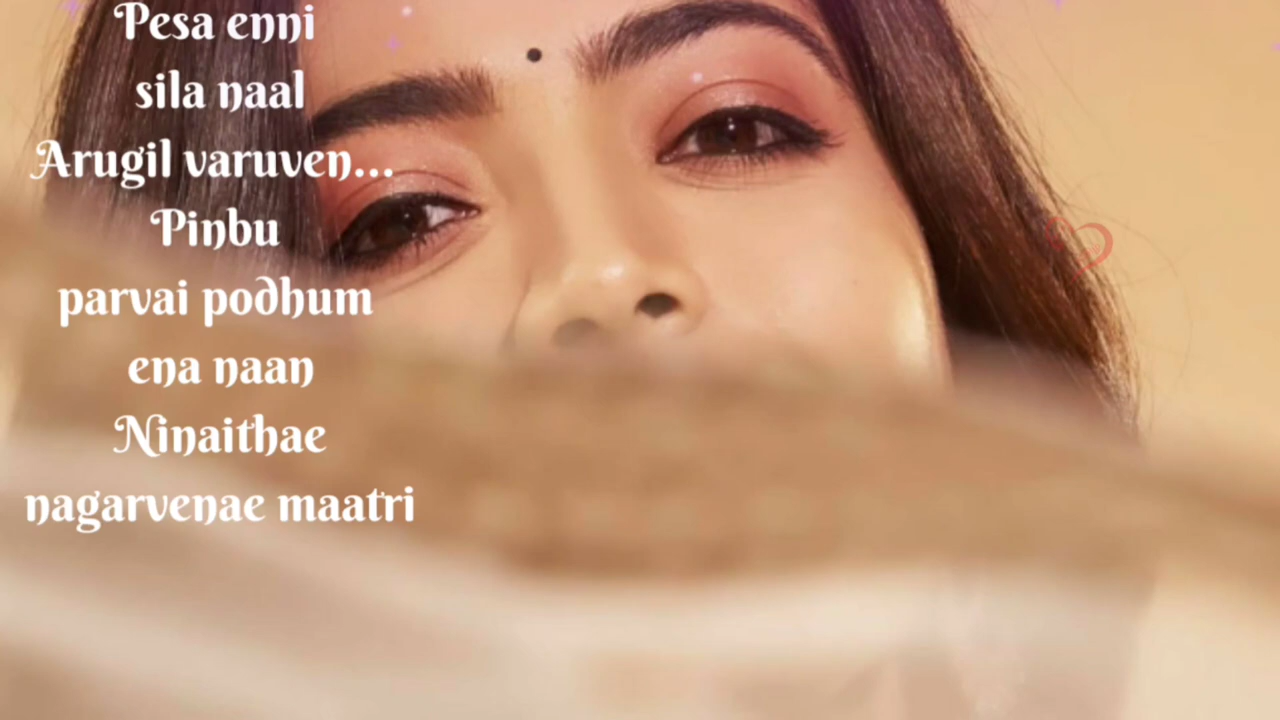 Pesa enni
sila naal
Arugil varuven...
Pinbu
parvai podhum
ena naan
Ninaithae
nagarvenae maatri